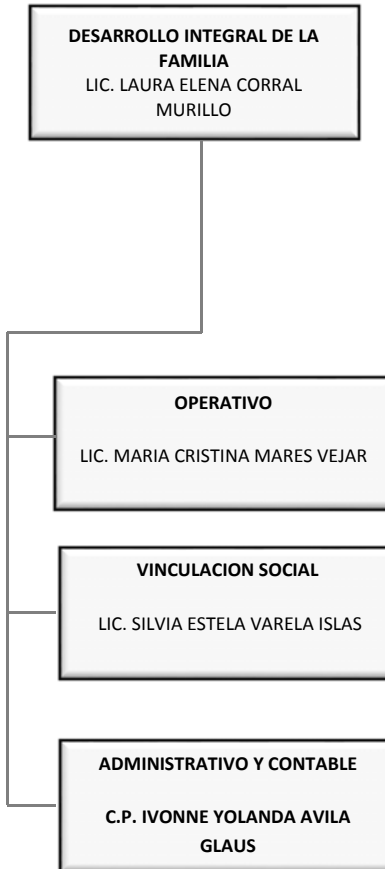 DESARROLLO INTEGRAL DE LA
FAMILIA
LIC. LAURA ELENA CORRAL
MURILLO
OPERATIVO
LIC. MARIA CRISTINA MARES VEJAR
VINCULACION SOCIAL
LIC. SILVIA ESTELA VARELA ISLAS
ADMINISTRATIVO Y CONTABLE
C.P. IVONNE YOLANDA AVILA
GLAUS